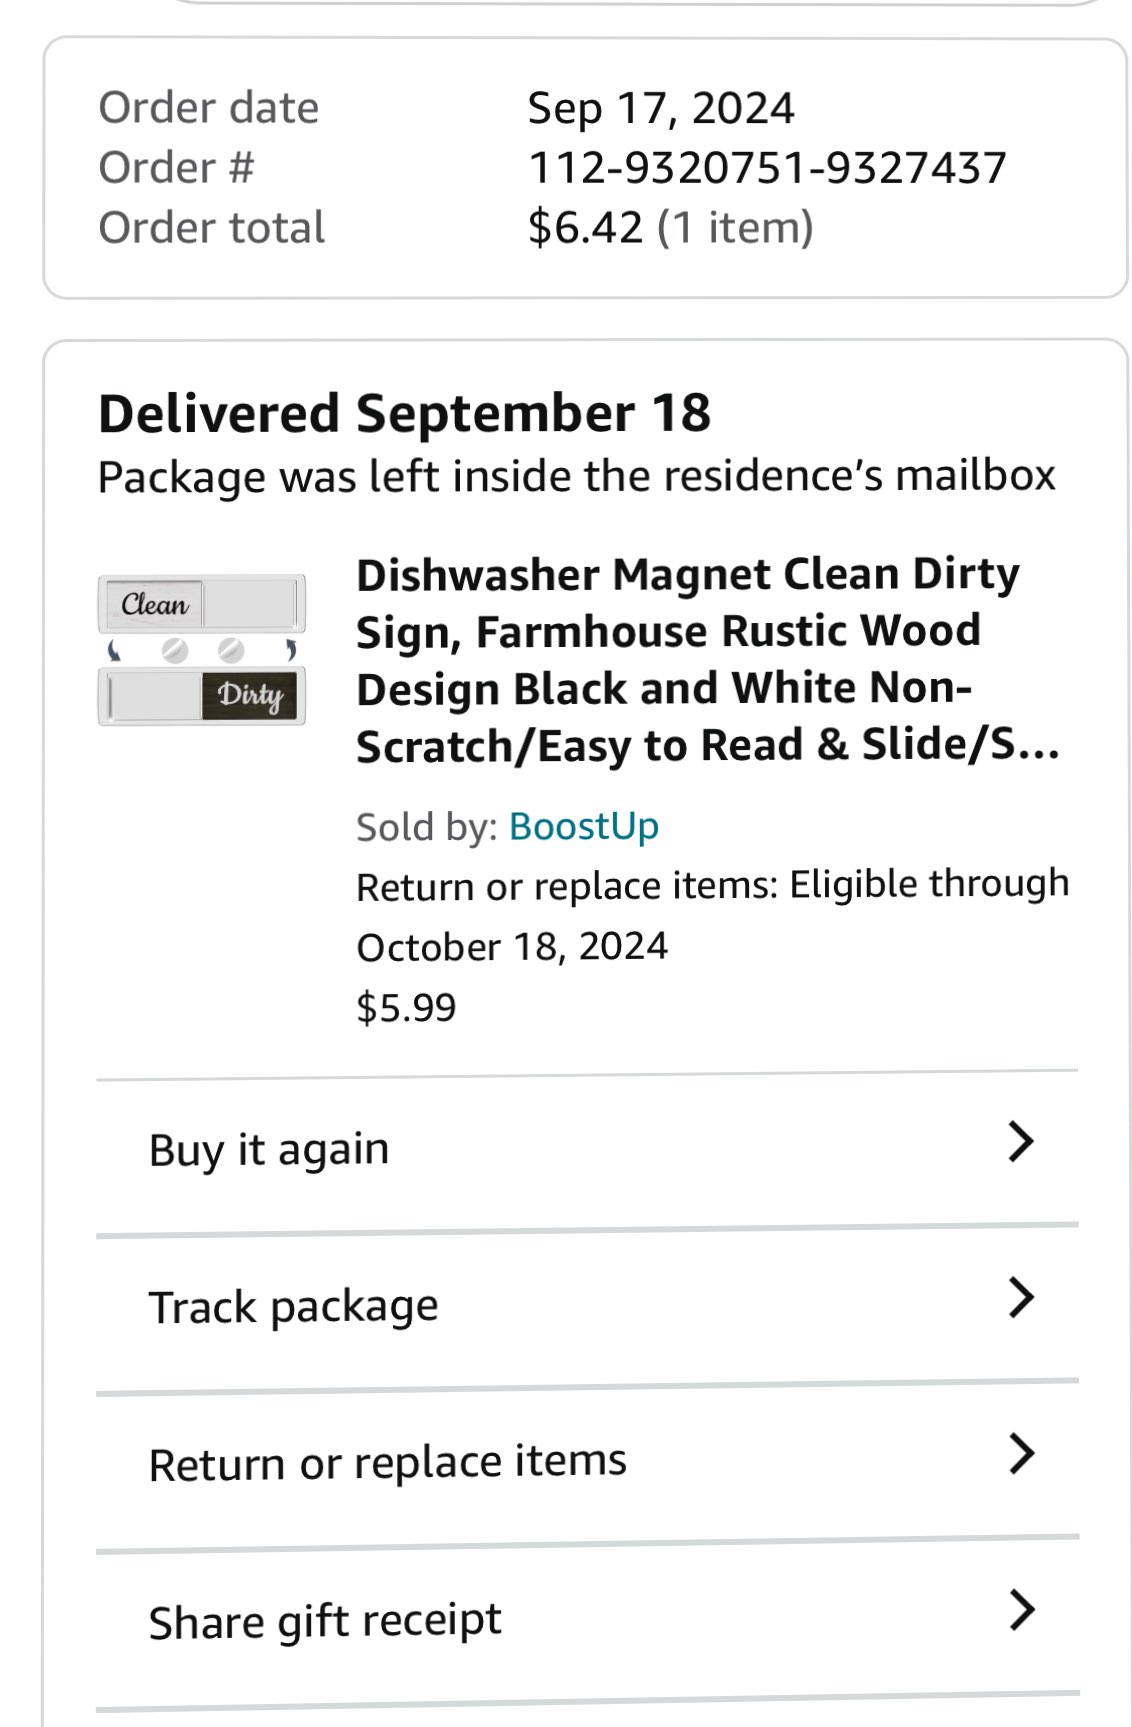 Order date Sep 17, 2024
Order # 112-9320751-9327437
Order total $6.42 (1 item)
Delivered September 18
Package was left inside the residence’s mailbox
Clean
Dirty
Dishwasher Magnet Clean Dirty
Sign, Farmhouse Rustic Wood
Design Black and White Non-
Scratch/Easy to Read & Slide/S...
Sold by: BoostUp
Return or replace items: Eligible through
October 18, 2024
$5.99
Buy it again
Track package
Return or replace items
Share gift receipt